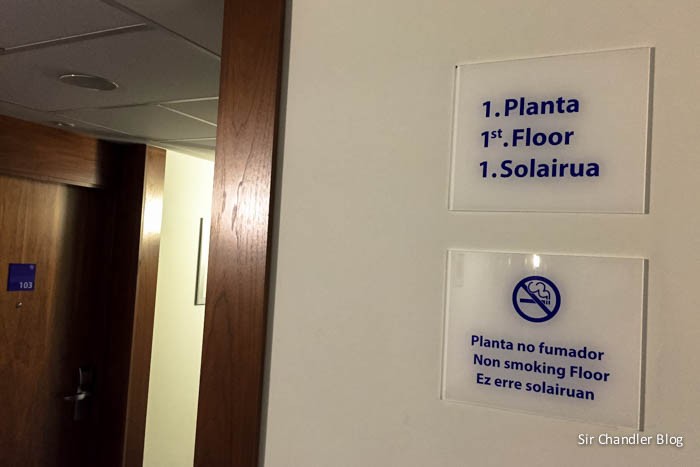 1. Planta
1st. Floor
1. Solairua
103
Planta no fumador
Non smoking Floor
Ez erre solairuan
Sir Chandler Blog